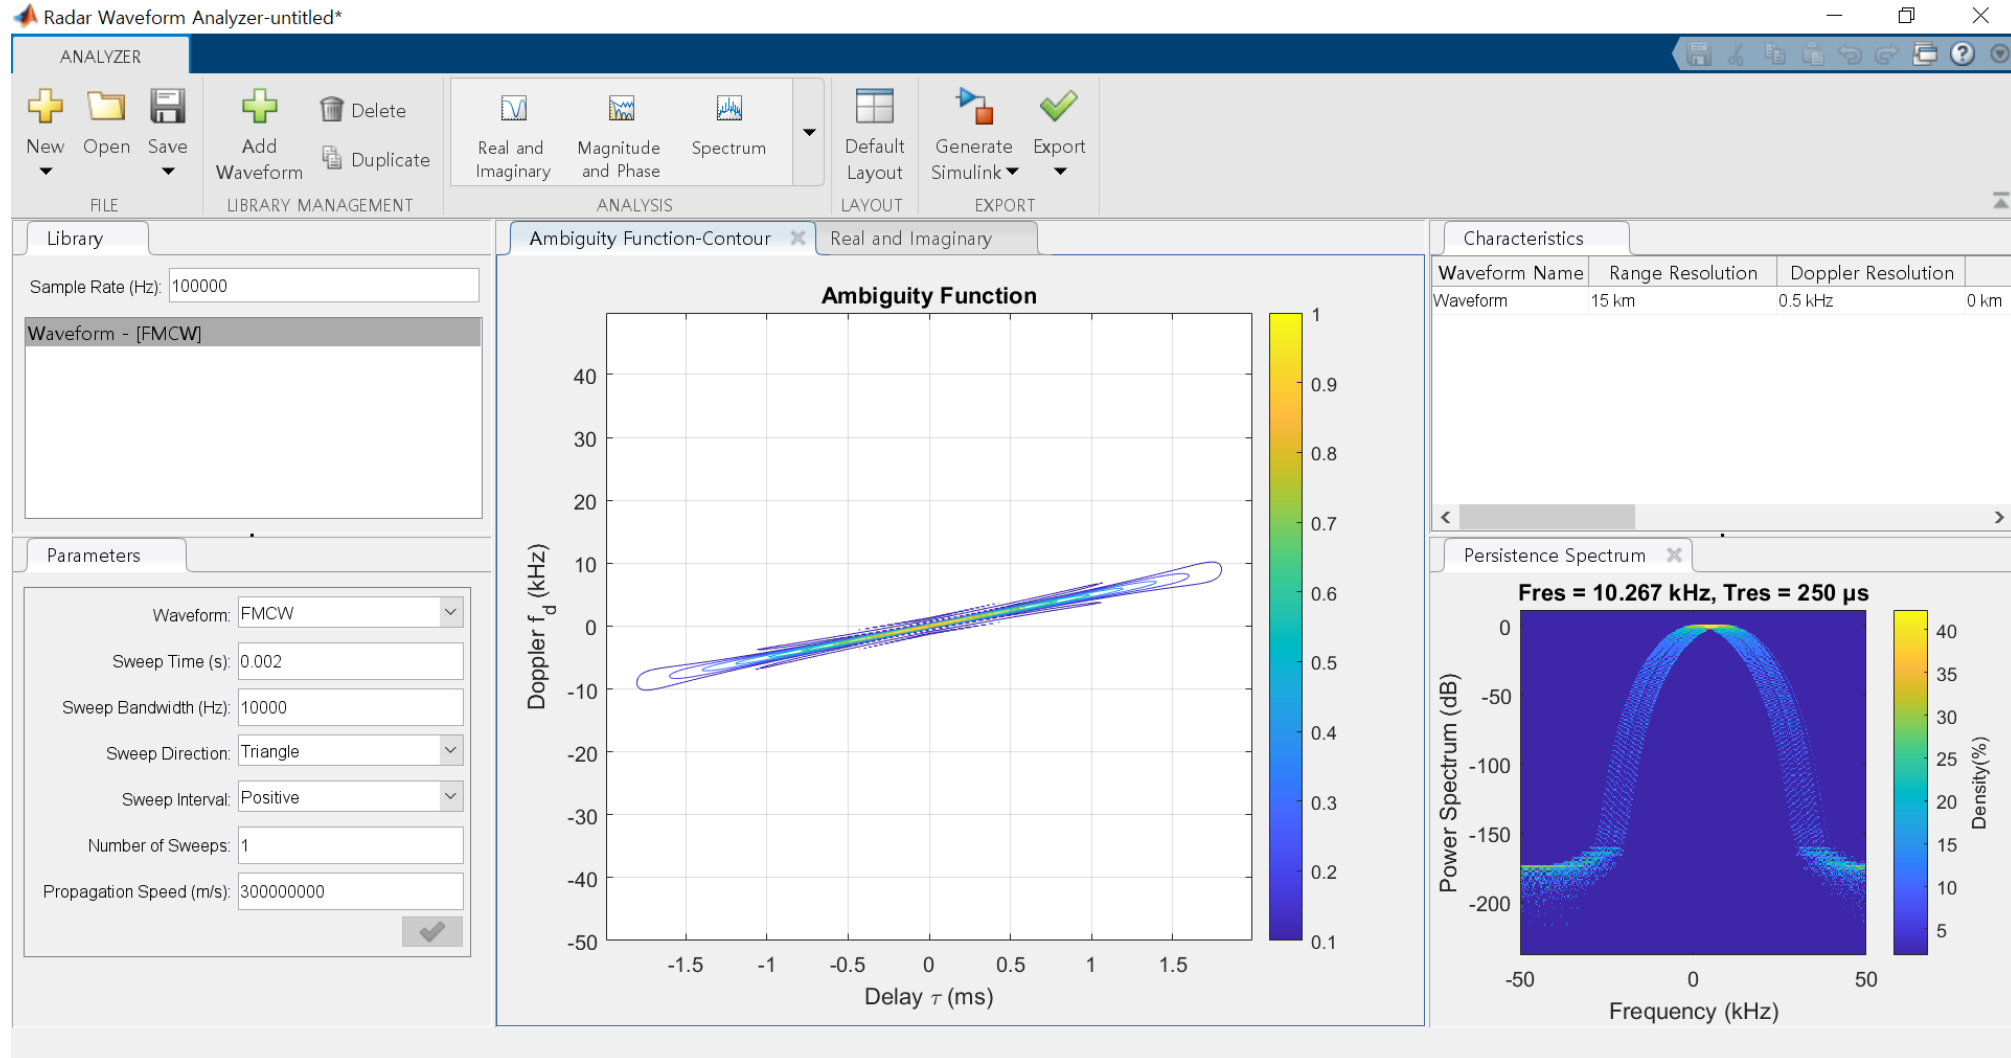 Radar Waveform Analyzer-untitled*
ANALYZER
New
Open
Save
FILE
Add
Waveform
Delete
Duplicate
LIBRARY MANAGEMENT
Real and
Imaginary
Magnitude
and Phase
Spectrum
ANALYSIS
Default
Layout
LAYOUT
Generate
Simulink
Export
EXPORT
Library
Sample Rate (Hz): 100000
Waveform - [FMCW]
Parameters
Waveform: FMCW
Sweep Time (s): 0.002
Sweep Bandwidth (Hz): 10000
Sweep Direction: Triangle
Sweep Interval: Positive
Number of Sweeps: 1
Propagation Speed (m/s): 300000000
Ambiguity Function-Contour
Real and Imaginary
Ambiguity Function
40
30
20
10
0
-10
-20
-30
-40
-50
Doppler f_d (kHz)
-1.5 -1 -0.5 0 0.5 1 1.5
Delay τ (ms)
1
0.9
0.8
0.7
0.6
0.5
0.4
0.3
0.2
0.1
Characteristics
Waveform Name Range Resolution Doppler Resolution
Waveform 15 km 0.5 kHz 0 km
Persistence Spectrum
Fres = 10.267 kHz, Tres = 250 µs
0
-50
-100
-150
-200
Power Spectrum (dB)
-50 0 50
Frequency (kHz)
40
35
30
25
20
15
10
5
Density(%)